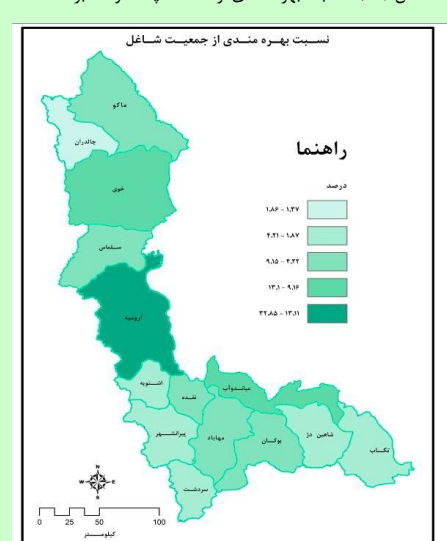 نسبت بهره مندی از جمعیت شاغل
ماکو
چالدران
خوی
راهنما
درصد
۱.۸۶ - ۱.۳۷
۴.۲۱ - ۱.۸۷
۹.۱۵ - ۴.۲۲
۱۳.۱ - ۹.۱۶
۳۲.۸۵ - ۱۳.۱۱
سلماس
ارومیه
اشنویه
نقده
میاندوآب
پیرانشهر
مهاباد
بوکان
شاهین دژ
تکاب
سردشت
N
W E
S
0 25 50 100
کیلومتر